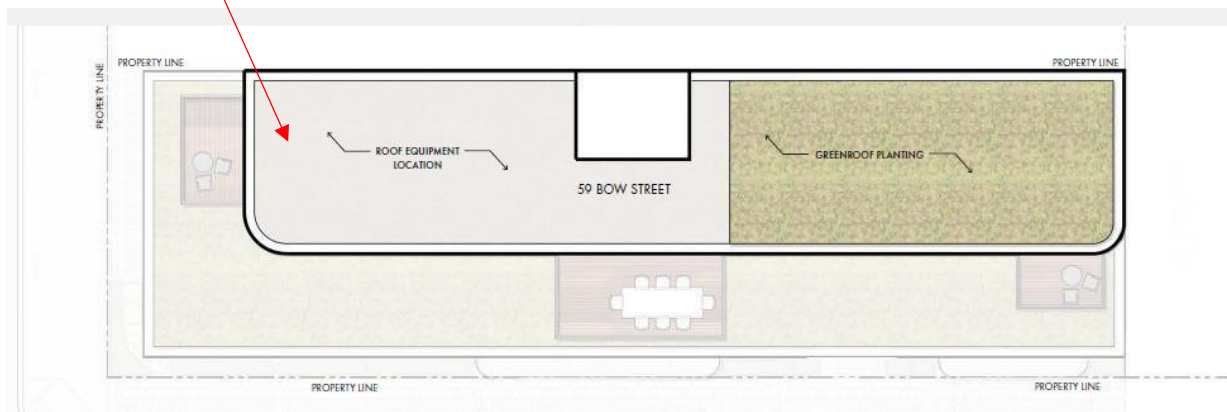 PROPERTY LINE
PROPERTY LINE
PROPERTY LINE
ROOF EQUIPMENT
LOCATION
GREENROOF PLANTING
59 BOW STREET
PROPERTY LINE
PROPERTY LINE